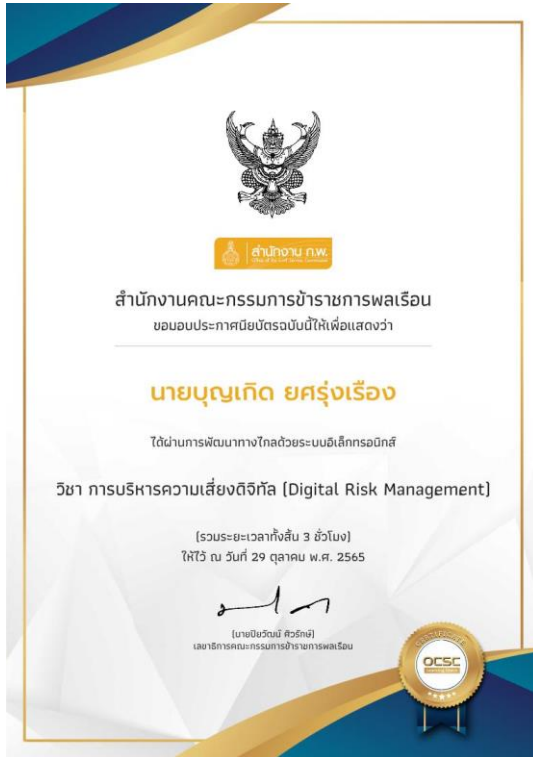 สำนักงาน ก.พ.
สำนักงานคณะกรรมการข้าราชการพลเรือน
ขอมอบประกาศนียบัตรฉบับนี้ให้เพื่อแสดงว่า
นายบุญเกิด ยศรุ่งเรือง
ได้ผ่านการพัฒนาทางไกลด้วยระบบอิเล็กทรอนิกส์
วิชา การบริหารความเสี่ยงดิจิทัล (Digital Risk Management)
(รวมระยะเวลาทั้งสิ้น 3 ชั่วโมง)
ให้ไว้ ณ วันที่ 29 ตุลาคม พ.ศ. 2565
(นายปิยวัฒน์ ศิวรักษ์)
เลขาธิการคณะกรรมการข้าราชการพลเรือน
CERTIFICATE
OCSC